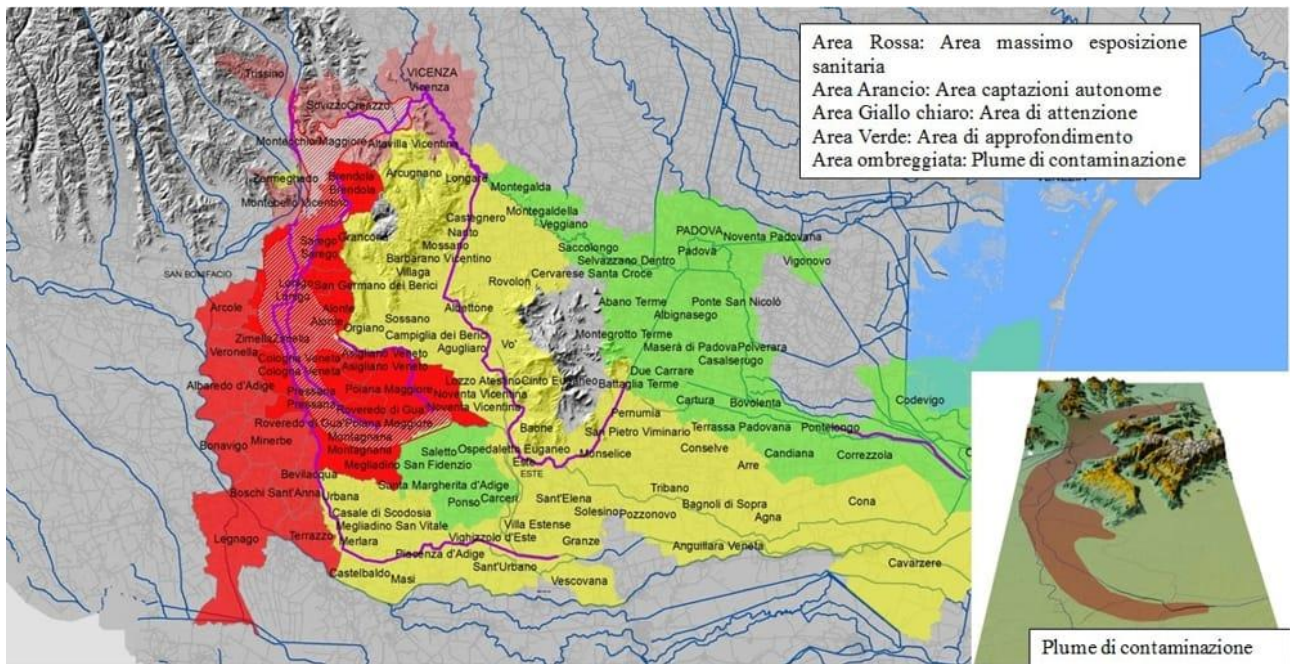 Area Rossa: Area massimo esposizione
sanitaria
Area Arancio: Area captazioni autonome
Area Giallo chiaro: Area di attenzione
Area Verde: Area di approfondimento
Area ombreggiata: Plume di contaminazione
Trissino
VICENZA
Vicenza
Sovizzo Creazzo
Montecchio Maggiore
Altavilla Vicentina
Zermeghedo
Brendola
Brendola
Arcugnano
Longare
Montebello Vicentino
Montegalda
Montegaldella
Veggiano
Castegnero
Nanto
Grancona
Sarego
Sarego
Mossano
Barbarano Vicentino
Villaga
Saccolongo
Selvazzano Dentro
PADOVA
Padova
Noventa Padovana
Vigonovo
SAN BONIFACIO
Lonigo
Lonigo
San Germano dei Berici
Rovolon
Cervarese Santa Croce
Arcole
Alonte
Alonte
Orgiano
Sossano
Albettone
Abano Terme
Ponte San Nicolò
Albignasego
Campiglia dei Berici
Agugliaro
Montegrotto Terme
Zimella
Zimella
Veronella
Cologna Veneta
Cologna Veneta
Asigliano Veneto
Asigliano Veneto
Vo'
Maserà di Padova
Polverara
Casalserugo
Due Carrare
Albaredo d'Adige
Pressana
Pressana
Poiana Maggiore
Lozzo Atestino
Cinto Euganeo
Battaglia Terme
Noventa Vicentina
Noventa Vicentina
Cartura
Bovolenta
Codevigo
Roveredo di Gua'
Roveredo di Gua'
Poiana Maggiore
Pernumia
San Pietro Viminario
Terrassa Padovana
Pontelongo
Bonavigo
Minerbe
Montagnana
Montagnana
Baone
Saletto
Ospedaletto Euganeo
Este
ESTE
Monselice
Conselve
Candiana
Correzzola
Megliadino San Fidenzio
Arre
Bevilacqua
Boschi Sant'Anna
Urbana
Santa Margherita d'Adige
Ponso
Carceri
Sant'Elena
Tribano
Casale di Scodosia
Solesino
Pozzonovo
Bagnoli di Sopra
Cona
Megliadino San Vitale
Villa Estense
Agna
Legnago
Terrazzo
Merlara
Vighizzolo d'Este
Granze
Anguillara Veneta
Piacenza d'Adige
Sant'Urbano
Castelbaldo
Masi
Vescovana
Cavarzere
Plume di contaminazione